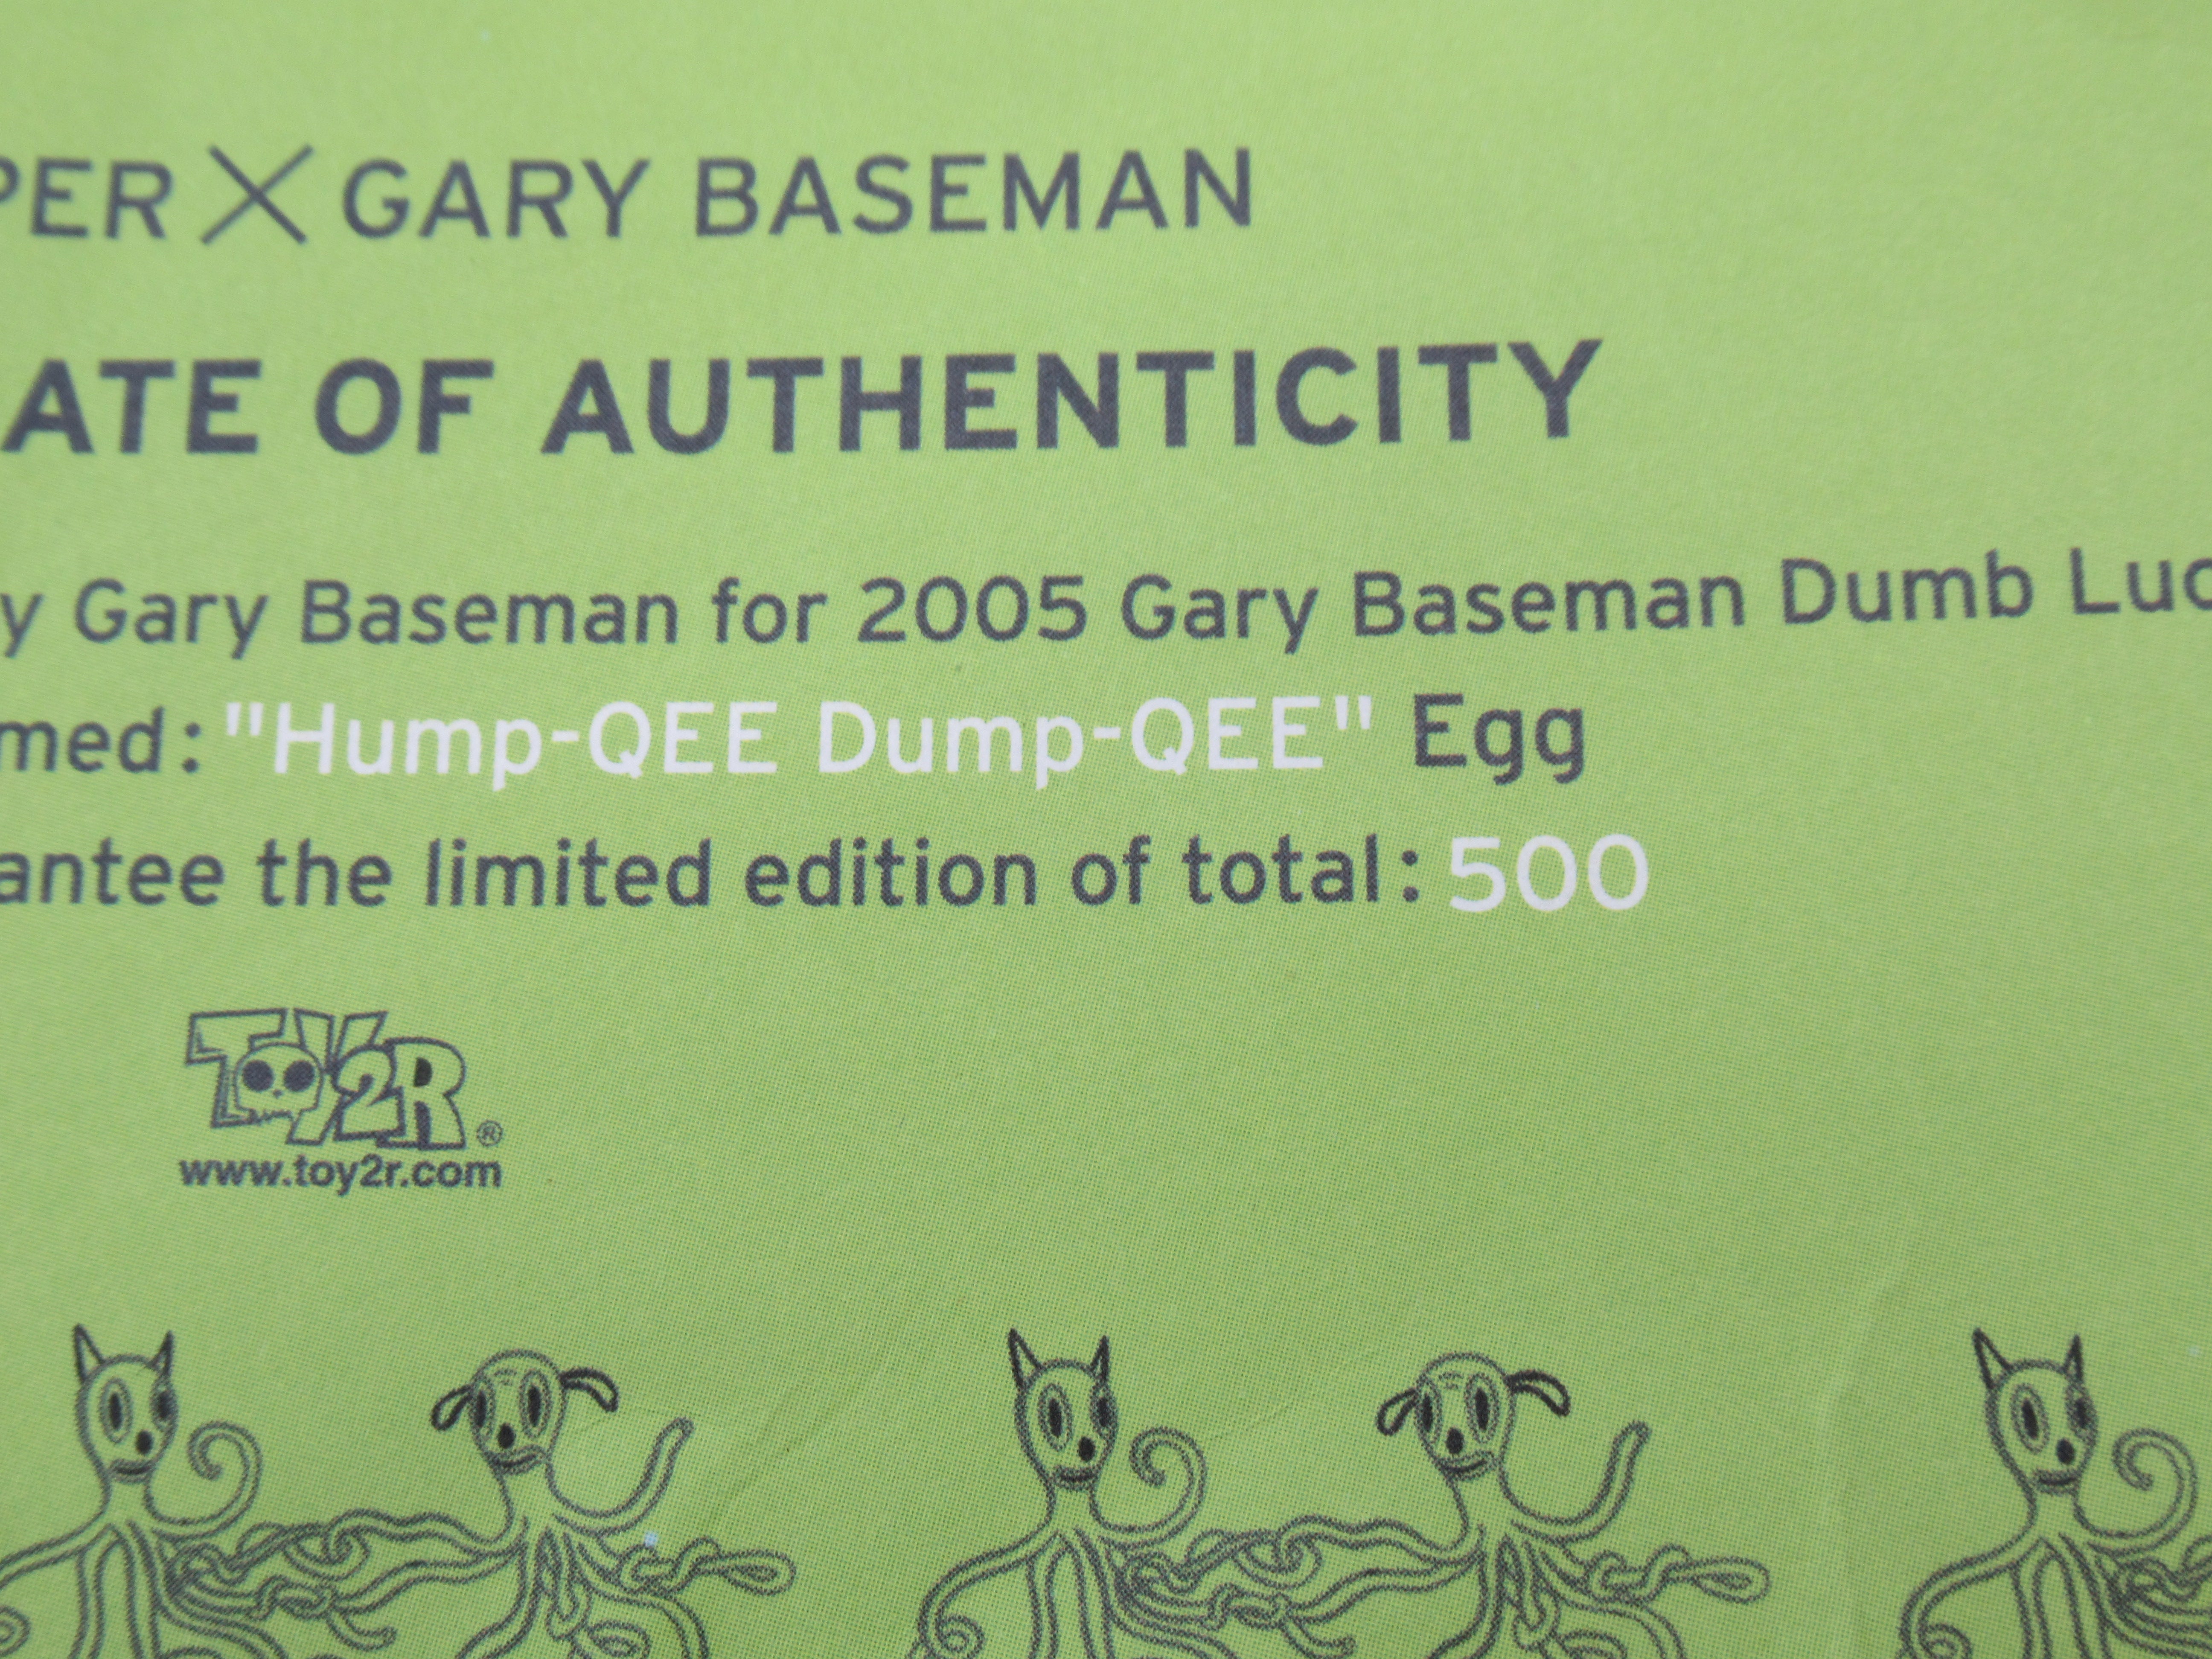 PER X GARY BASEMAN
ATE OF AUTHENTICITY
y Gary Baseman for 2005 Gary Baseman Dumb Luc
med: "Hump-QEE Dump-QEE" Egg
antee the limited edition of total: 500
TOY2R®
www.toy2r.com